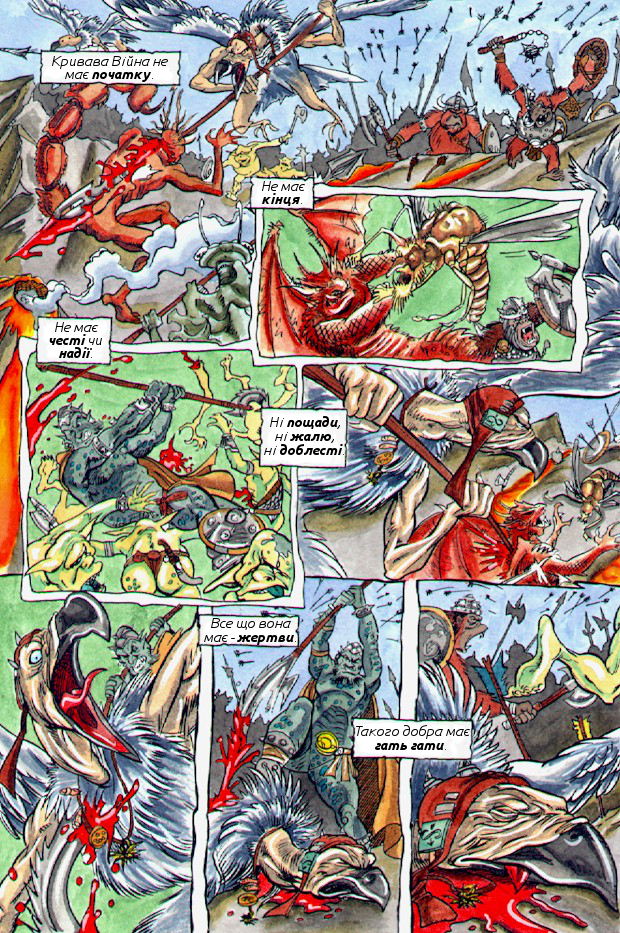 Кривава Війна не
має початку.
Не має
кінця.
Не має
честі чи
надії.
Ні пощади,
ні жалю,
ні доблесті.
Все що вона
має - жертви.
Такого добра має
гать гати.